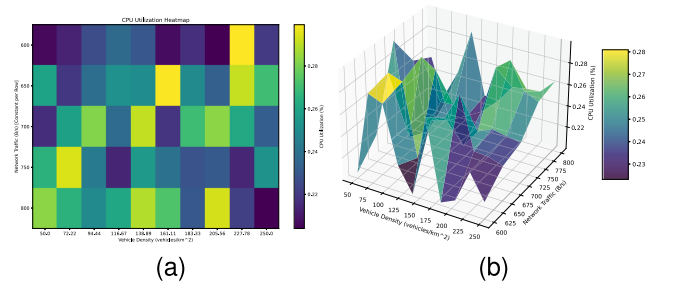 CPU Utilization Heatmap
600
650
700
750
800
Network Traffic (B/s) (Constant per Row)
50.0 72.22 94.44 116.67 138.89 161.11 183.33 205.56 227.78 250.0
Vehicle Density (vehicles/km^2)
0.28
0.26
0.24
0.22
CPU Utilization (%)
(a)
0.28
0.26
0.24
0.22
CPU Utilization (%)
50 75 100 125 150 175 200 225 250
Vehicle Density (vehicles/km^2)
600 625 650 675 700 725 750 775 800
Network Traffic (B/s)
0.28
0.27
0.26
0.25
0.24
0.23
(b)